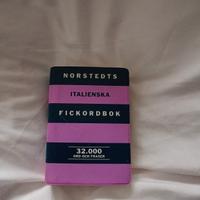 NORSTEDTS
ITALIENSKA
FICKORDBOK
32.000
ORD OCH FRASER